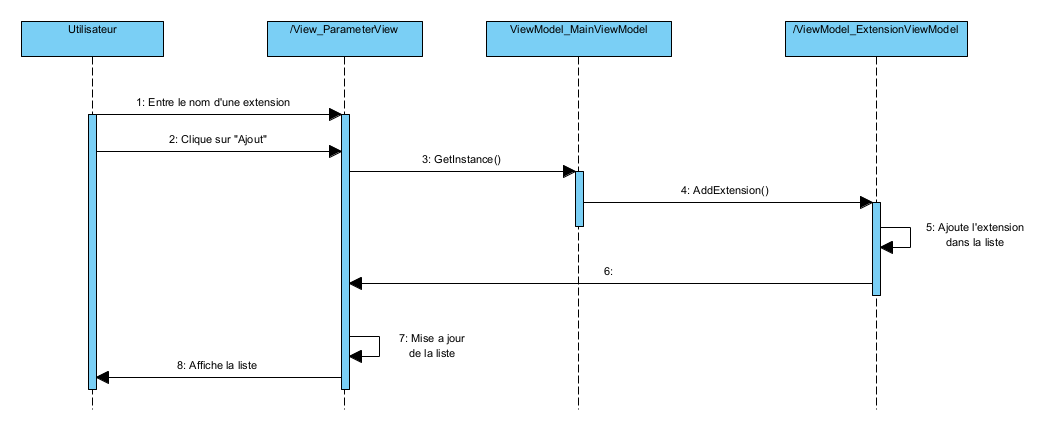 Utilisateur
/View_ParameterView
ViewModel_MainViewModel
/ViewModel_ExtensionViewModel
1: Entre le nom d'une extension
2: Clique sur "Ajout"
3: GetInstance()
4: AddExtension()
5: Ajoute l'extension
dans la liste
6:
7: Mise a jour
de la liste
8: Affiche la liste